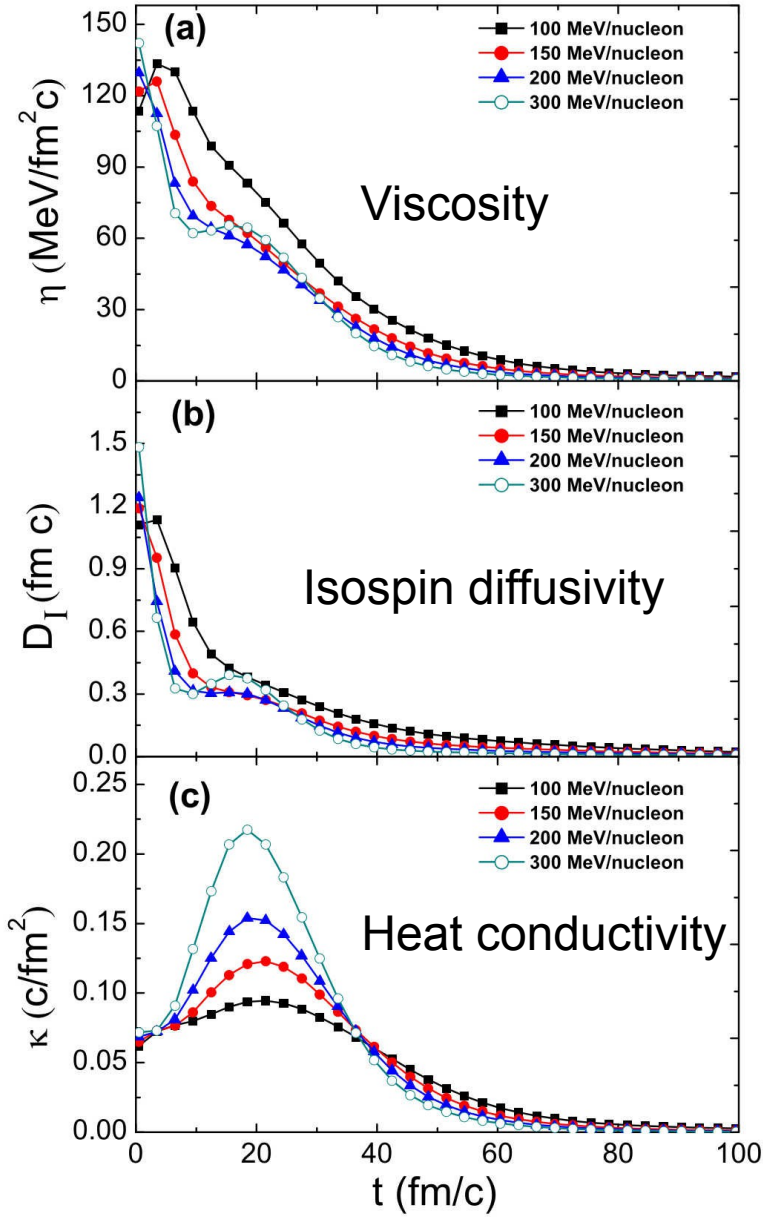 (a)
100 MeV/nucleon
150 MeV/nucleon
200 MeV/nucleon
300 MeV/nucleon
Viscosity
η (MeV/fm²c)
150
120
90
60
30
0
(b)
100 MeV/nucleon
150 MeV/nucleon
200 MeV/nucleon
300 MeV/nucleon
Isospin diffusivity
D_I (fm c)
1.5
1.2
0.9
0.6
0.3
0.0
(c)
100 MeV/nucleon
150 MeV/nucleon
200 MeV/nucleon
300 MeV/nucleon
Heat conductivity
κ (c/fm²)
0.25
0.20
0.15
0.10
0.05
0.00
0 20 40 60 80 100
t (fm/c)